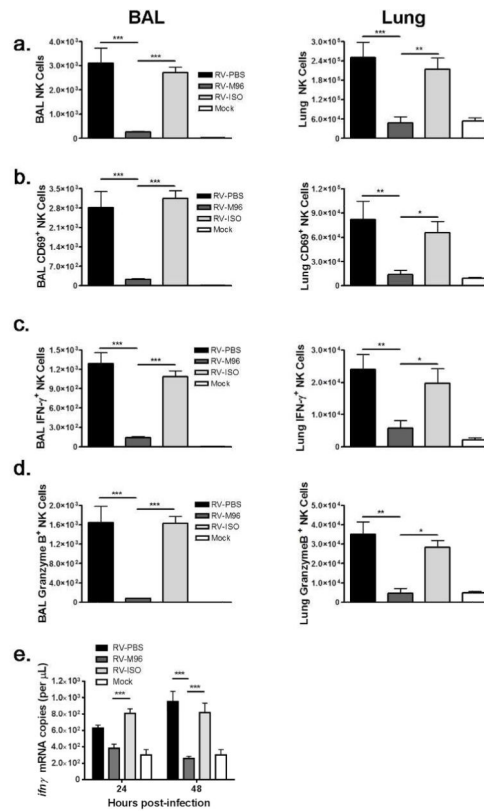 BAL
Lung
a.
BAL NK Cells
4.0×10³
3.0×10³
2.0×10³
1.0×10³
0
***
***
RV-PBS
RV-M96
RV-ISO
Mock
Lung NK Cells
3.0×10⁵
2.4×10⁵
1.8×10⁵
1.2×10⁵
6.0×10⁴
0
***
**
b.
BAL CD69⁺ NK Cells
3.5×10³
2.8×10³
2.1×10³
1.4×10³
7.0×10²
0
***
***
RV-PBS
RV-M96
RV-ISO
Mock
Lung CD69⁺ NK Cells
1.2×10⁵
9.0×10⁴
6.0×10⁴
3.0×10⁴
0
**
*
c.
BAL IFN-γ⁺ NK Cells
1.5×10³
1.2×10³
9.0×10²
6.0×10²
3.0×10²
0
***
***
RV-PBS
RV-M96
RV-ISO
Mock
Lung IFN-γ⁺ NK Cells
3.0×10⁴
2.0×10⁴
1.0×10⁴
0
**
*
d.
BAL Granzyme B⁺ NK Cells
2.4×10³
2.0×10³
1.6×10³
1.2×10³
8.0×10²
4.0×10²
0
***
***
RV-PBS
RV-M96
RV-ISO
Mock
Lung GranzymeB⁺ NK Cells
5.0×10⁴
4.0×10⁴
3.0×10⁴
2.0×10⁴
1.0×10⁴
0
**
*
e.
ifnγ mRNA copies (per µL)
1.2×10³
1.0×10³
8.0×10²
6.0×10²
4.0×10²
2.0×10²
0
RV-PBS
RV-M96
RV-ISO
Mock
***
***
***
24
48
Hours post-infection